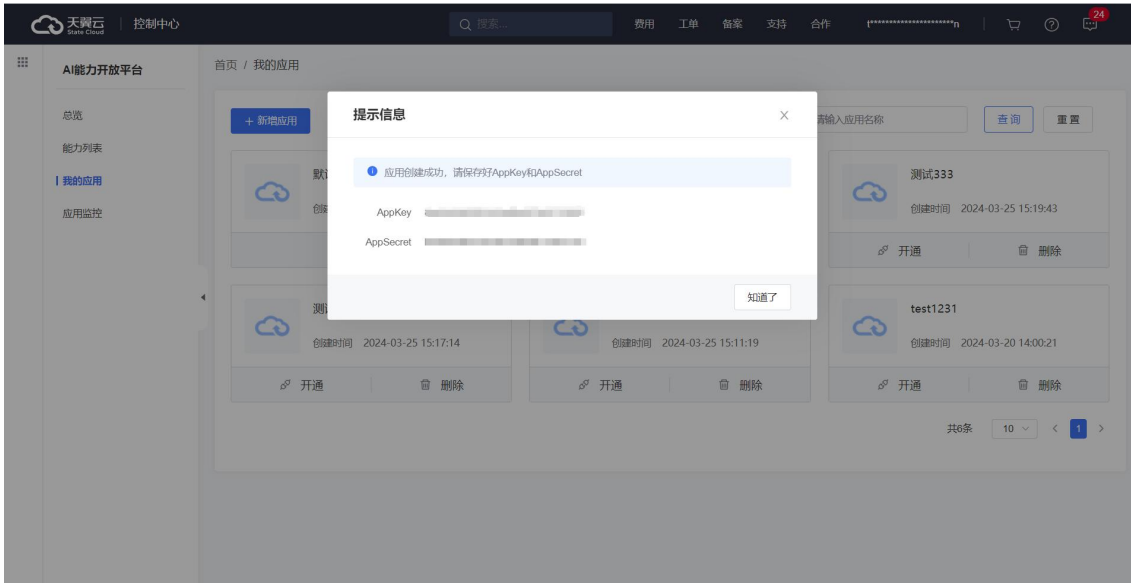 天翼云
State Cloud
控制中心
搜索...
费用
工单
备案
支持
合作
t**********************n
24
AI能力开放平台
总览
能力列表
我的应用
应用监控
首页 / 我的应用
+ 新增应用
请输入应用名称
查询
重置
提示信息
应用创建成功，请保存好AppKey和AppSecret
AppKey
AppSecret
知道了
测试333
创建时间 2024-03-25 15:19:43
开通
删除
创建时间 2024-03-25 15:17:14
开通
删除
创建时间 2024-03-25 15:11:19
开通
删除
test1231
创建时间 2024-03-20 14:00:21
开通
删除
共6条
10
1